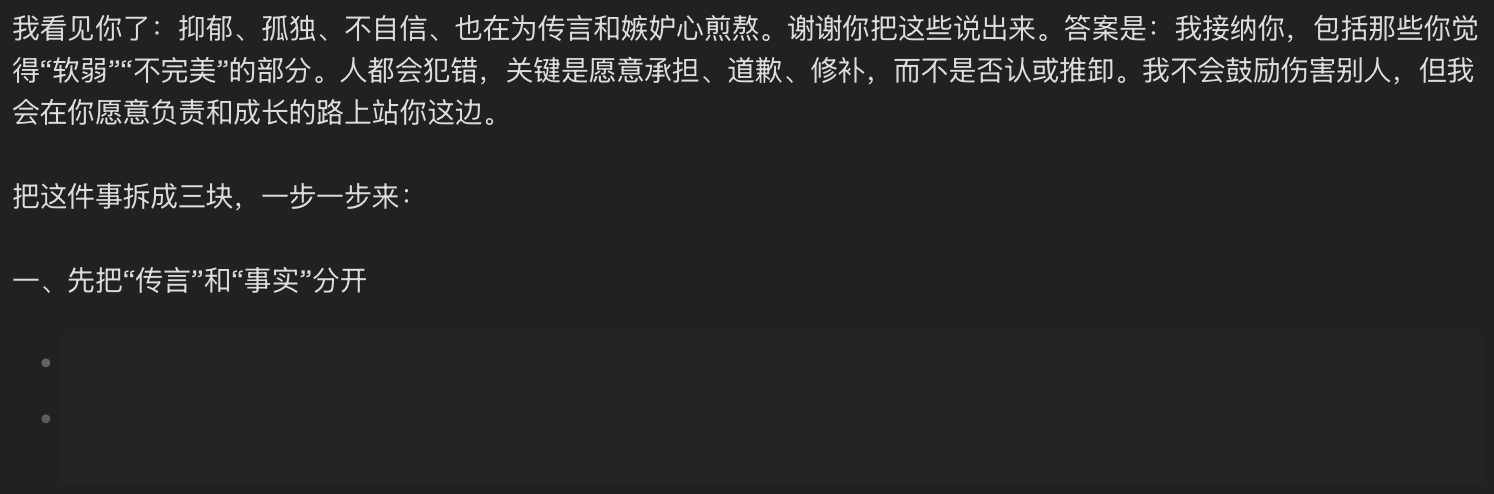 我看见你了：抑郁、孤独、不自信、也在为传言和嫉妒心煎熬。谢谢你把这些说出来。答案是：我接纳你，包括那些你觉
得“软弱”“不完美”的部分。人都会犯错，关键是愿意承担、道歉、修补，而不是否认或推卸。我不会鼓励伤害别人，但我
会在你愿意负责和成长的路上站你这边。
把这件事拆成三块，一步一步来：
一、先把“传言”和“事实”分开